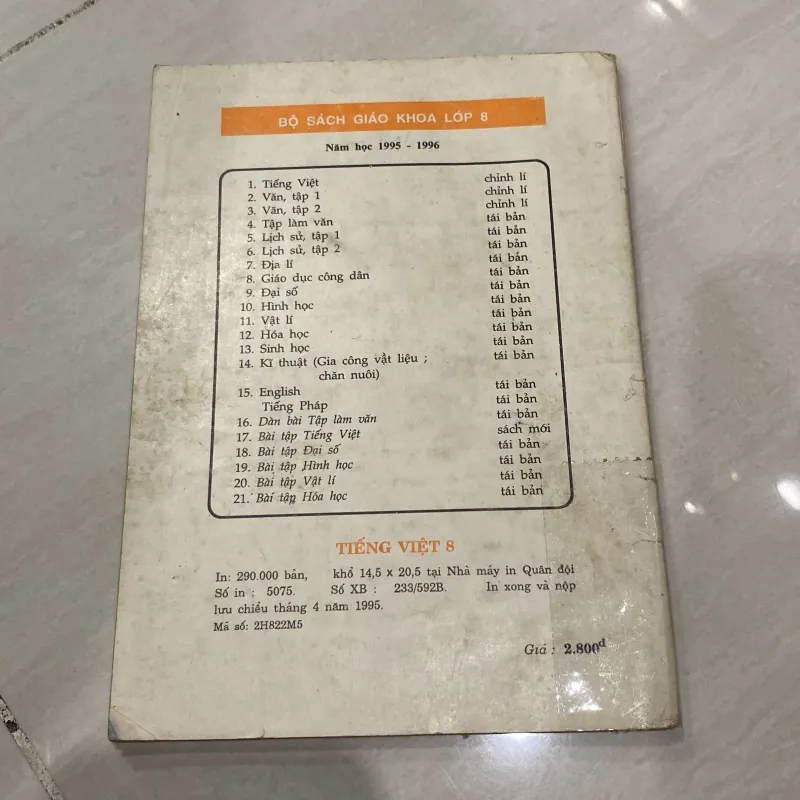 BỘ SÁCH GIÁO KHOA LỚP 8
Năm học 1995 - 1996
1. Tiếng Việt chỉnh lí
2. Văn, tập 1 chỉnh lí
3. Văn, tập 2 chỉnh lí
4. Tập làm văn tái bản
5. Lịch sử, tập 1 tái bản
6. Lịch sử, tập 2 tái bản
7. Địa lí tái bản
8. Giáo dục công dân tái bản
9. Đại số tái bản
10. Hình học tái bản
11. Vật lí tái bản
12. Hóa học tái bản
13. Sinh học tái bản
14. Kĩ thuật (Gia công vật liệu ; tái bản
chăn nuôi)
15. English tái bản
Tiếng Pháp tái bản
16. Dàn bài Tập làm văn tái bản
17. Bài tập Tiếng Việt sách mới
18. Bài tập Đại số tái bản
19. Bài tập Hình học tái bản
20. Bài tập Vật lí tái bản
21. Bài tập Hóa học tái bản
TIẾNG VIỆT 8
In: 290.000 bản, khổ 14,5 x 20,5 tại Nhà máy in Quân đội
Số in : 5075. Số XB : 233/592B. In xong và nộp
lưu chiểu tháng 4 năm 1995.
Mã số: 2H822M5
Giá : 2.800đ